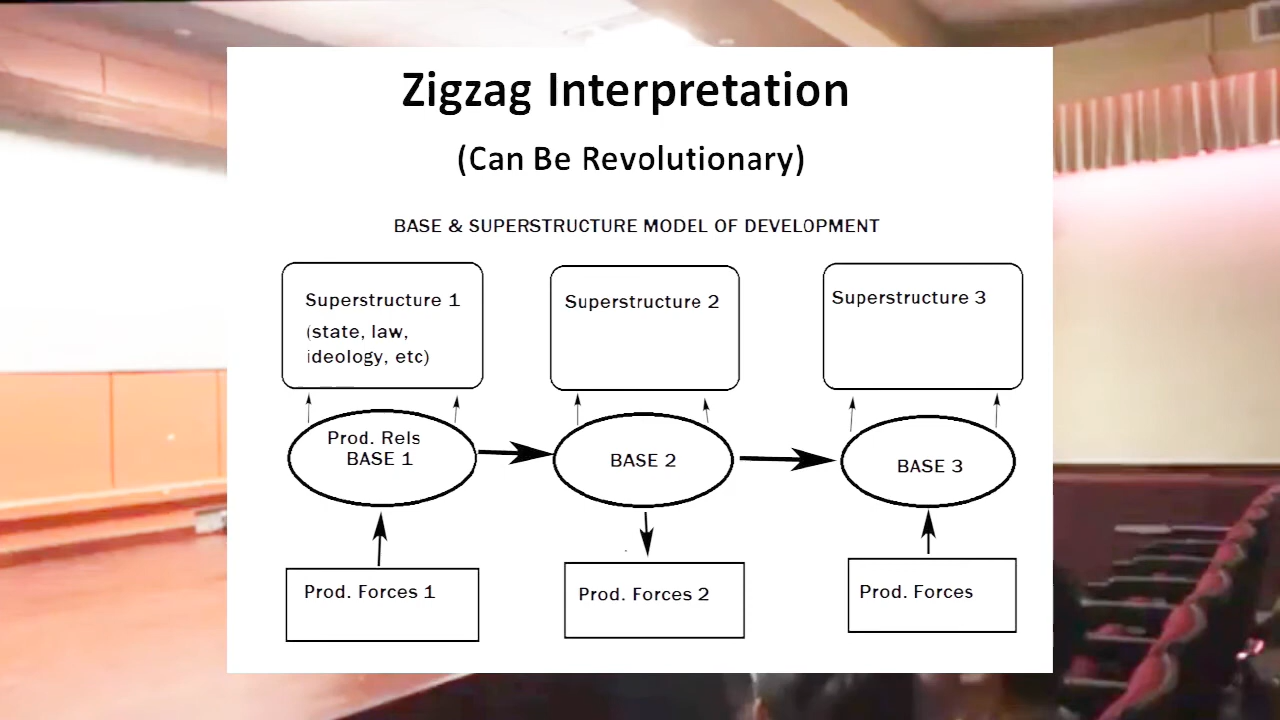 Zigzag Interpretation
(Can Be Revolutionary)
BASE & SUPERSTRUCTURE MODEL OF DEVELOPMENT
Superstructure 1
(state, law,
ideology, etc)
Superstructure 2
Superstructure 3
Prod. Rels
BASE 1
BASE 2
BASE 3
Prod. Forces 1
Prod. Forces 2
Prod. Forces